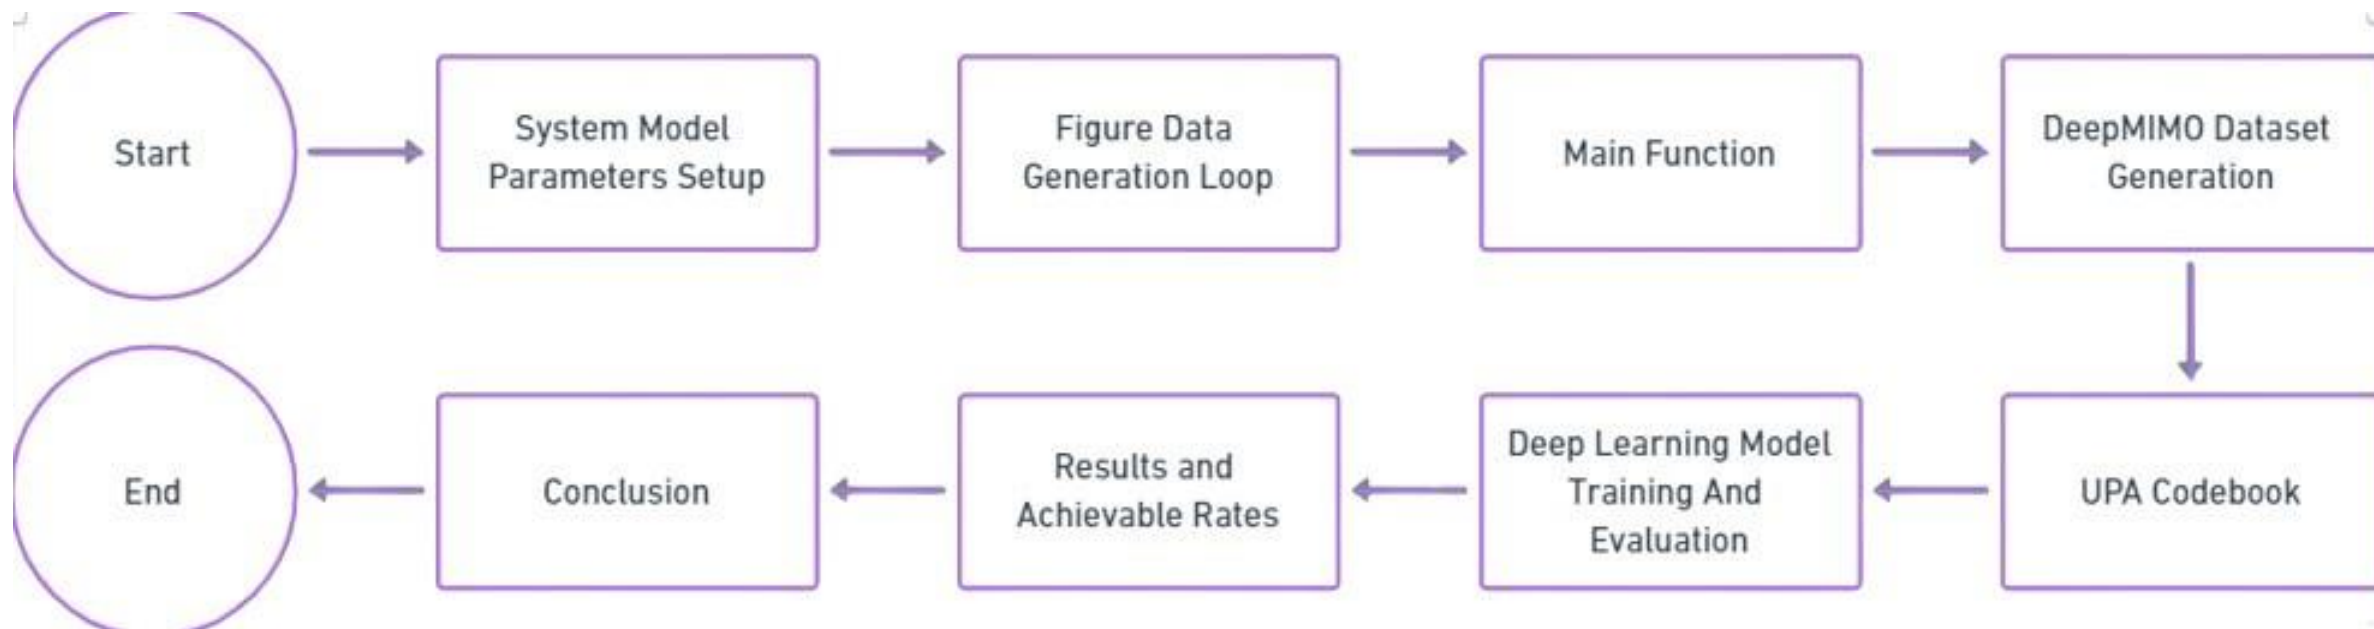 Start
System Model
Parameters Setup
Figure Data
Generation Loop
Main Function
DeepMIMO Dataset
Generation
UPA Codebook
Deep Learning Model
Training And
Evaluation
Results and
Achievable Rates
Conclusion
End